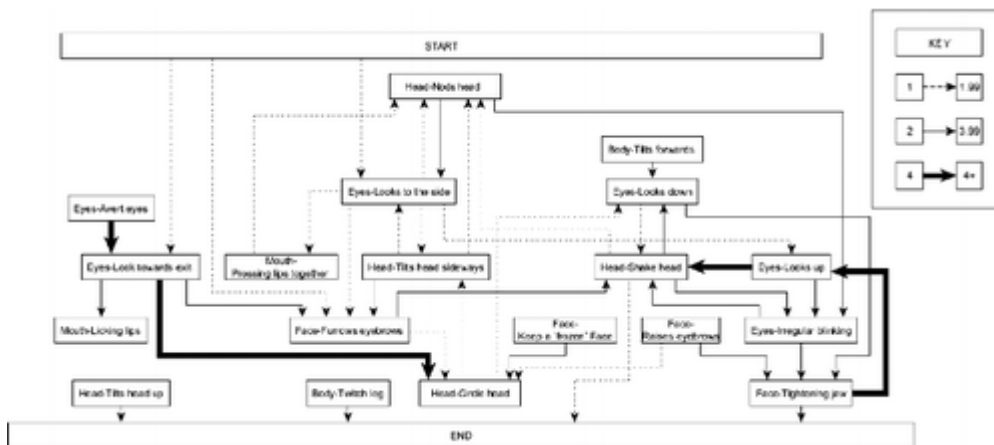 START
KEY
1
1.99
2
3.99
4
4+
Head-Nods head
Body-Tilts forwards
Eyes-Looks to the side
Eyes-Looks down
Eyes-Avert eyes
Eyes-Look towards exit
Mouth-
Pressing lips together
Head-Tilts head sideways
Head-Shake head
Eyes-Looks up
Mouth-Licking lips
Face-Furrows eyebrows
Face-
Keep a "frozen" Face
Face-
Raises eyebrows
Eyes-Irregular blinking
Head-Tilts head up
Body-Twitch leg
Head-Circle head
Face-Tightening jaw
END